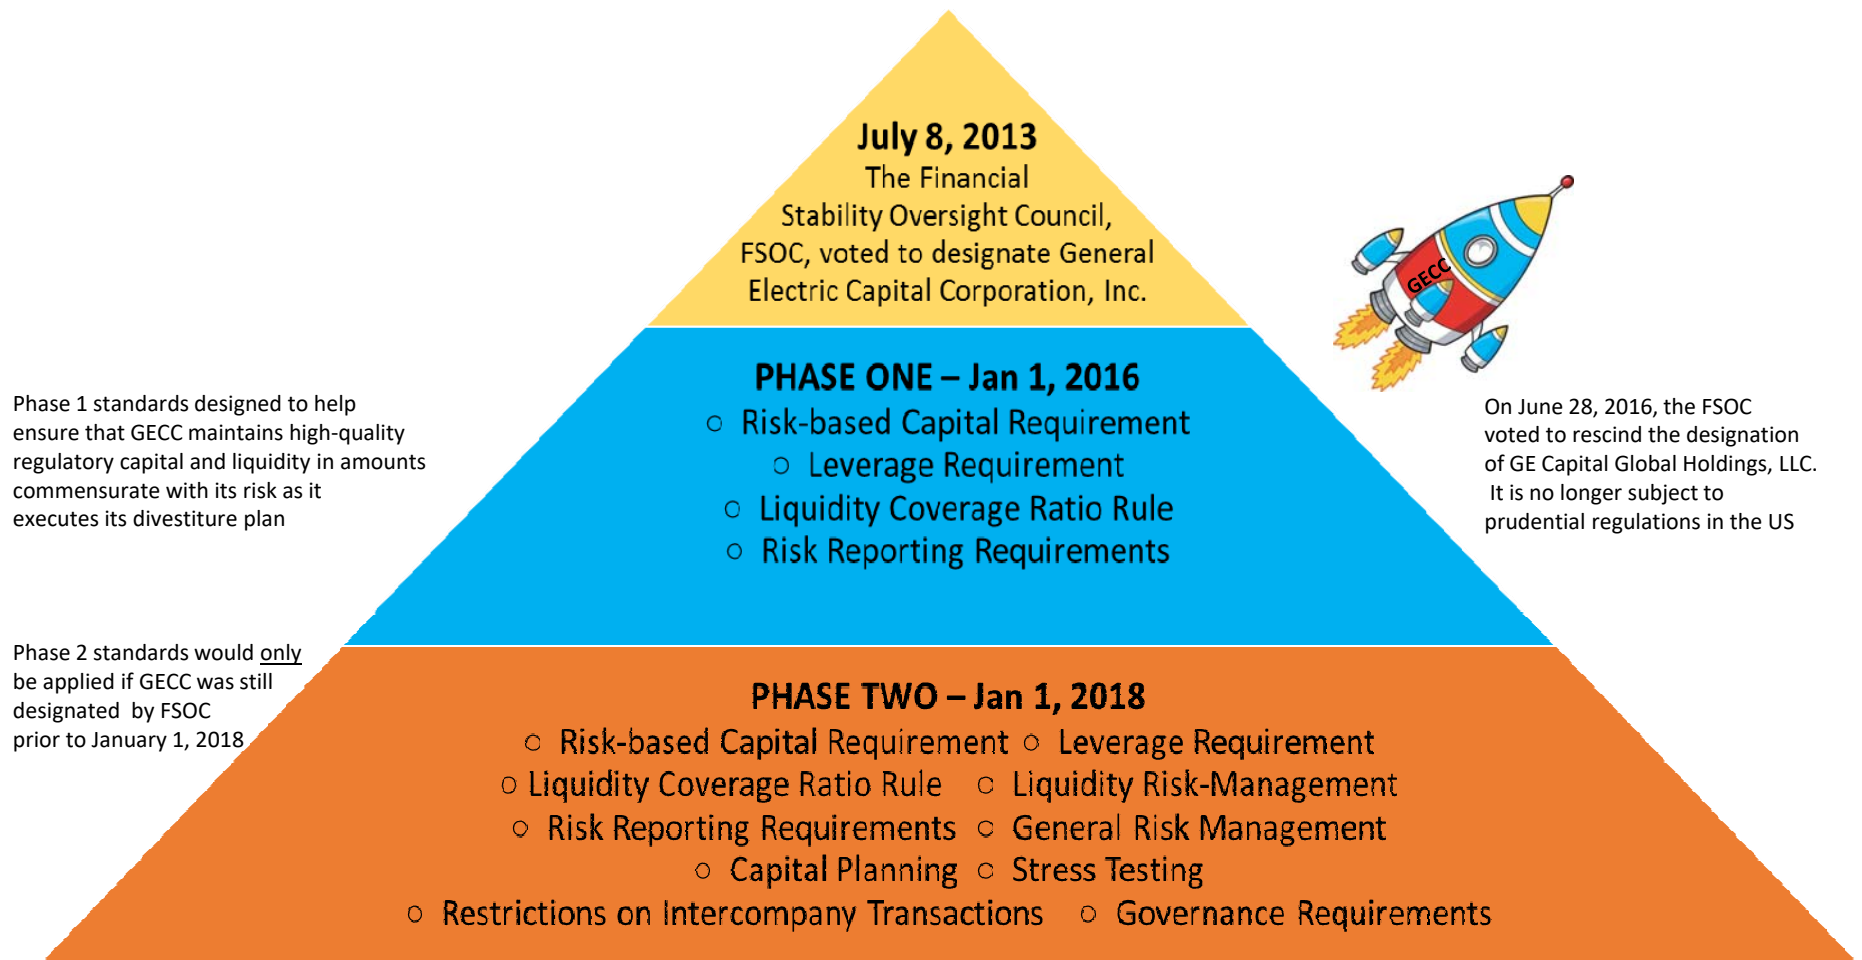 July 8, 2013
The Financial
Stability Oversight Council,
FSOC, voted to designate General
Electric Capital Corporation, Inc.
GECC
PHASE ONE – Jan 1, 2016
○ Risk-based Capital Requirement
○ Leverage Requirement
○ Liquidity Coverage Ratio Rule
○ Risk Reporting Requirements
Phase 1 standards designed to help
ensure that GECC maintains high-quality
regulatory capital and liquidity in amounts
commensurate with its risk as it
executes its divestiture plan
On June 28, 2016, the FSOC
voted to rescind the designation
of GE Capital Global Holdings, LLC.
It is no longer subject to
prudential regulations in the US
Phase 2 standards would only
be applied if GECC was still
designated by FSOC
prior to January 1, 2018
PHASE TWO – Jan 1, 2018
○ Risk-based Capital Requirement ○ Leverage Requirement
○ Liquidity Coverage Ratio Rule ○ Liquidity Risk-Management
○ Risk Reporting Requirements ○ General Risk Management
○ Capital Planning ○ Stress Testing
○ Restrictions on Intercompany Transactions ○ Governance Requirements